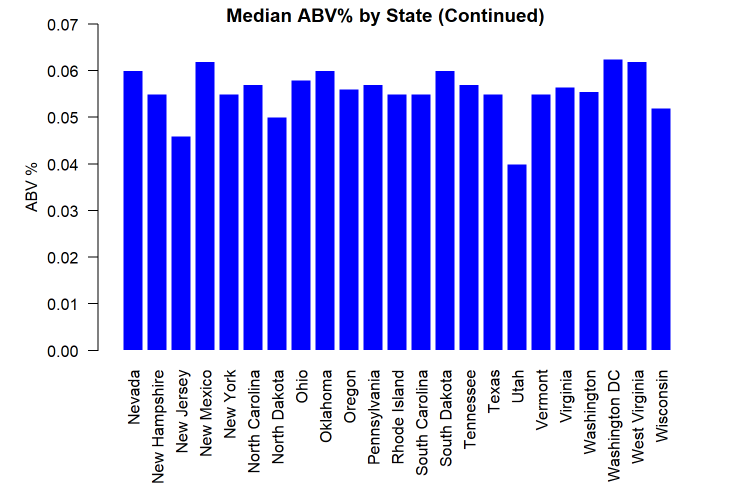 Median ABV% by State (Continued)
0.07
0.06
0.05
0.04
0.03
0.02
0.01
0.00
ABV %
Nevada
New Hampshire
New Jersey
New Mexico
New York
North Carolina
North Dakota
Ohio
Oklahoma
Oregon
Pennsylvania
Rhode Island
South Carolina
South Dakota
Tennessee
Texas
Utah
Vermont
Virginia
Washington
Washington DC
West Virginia
Wisconsin